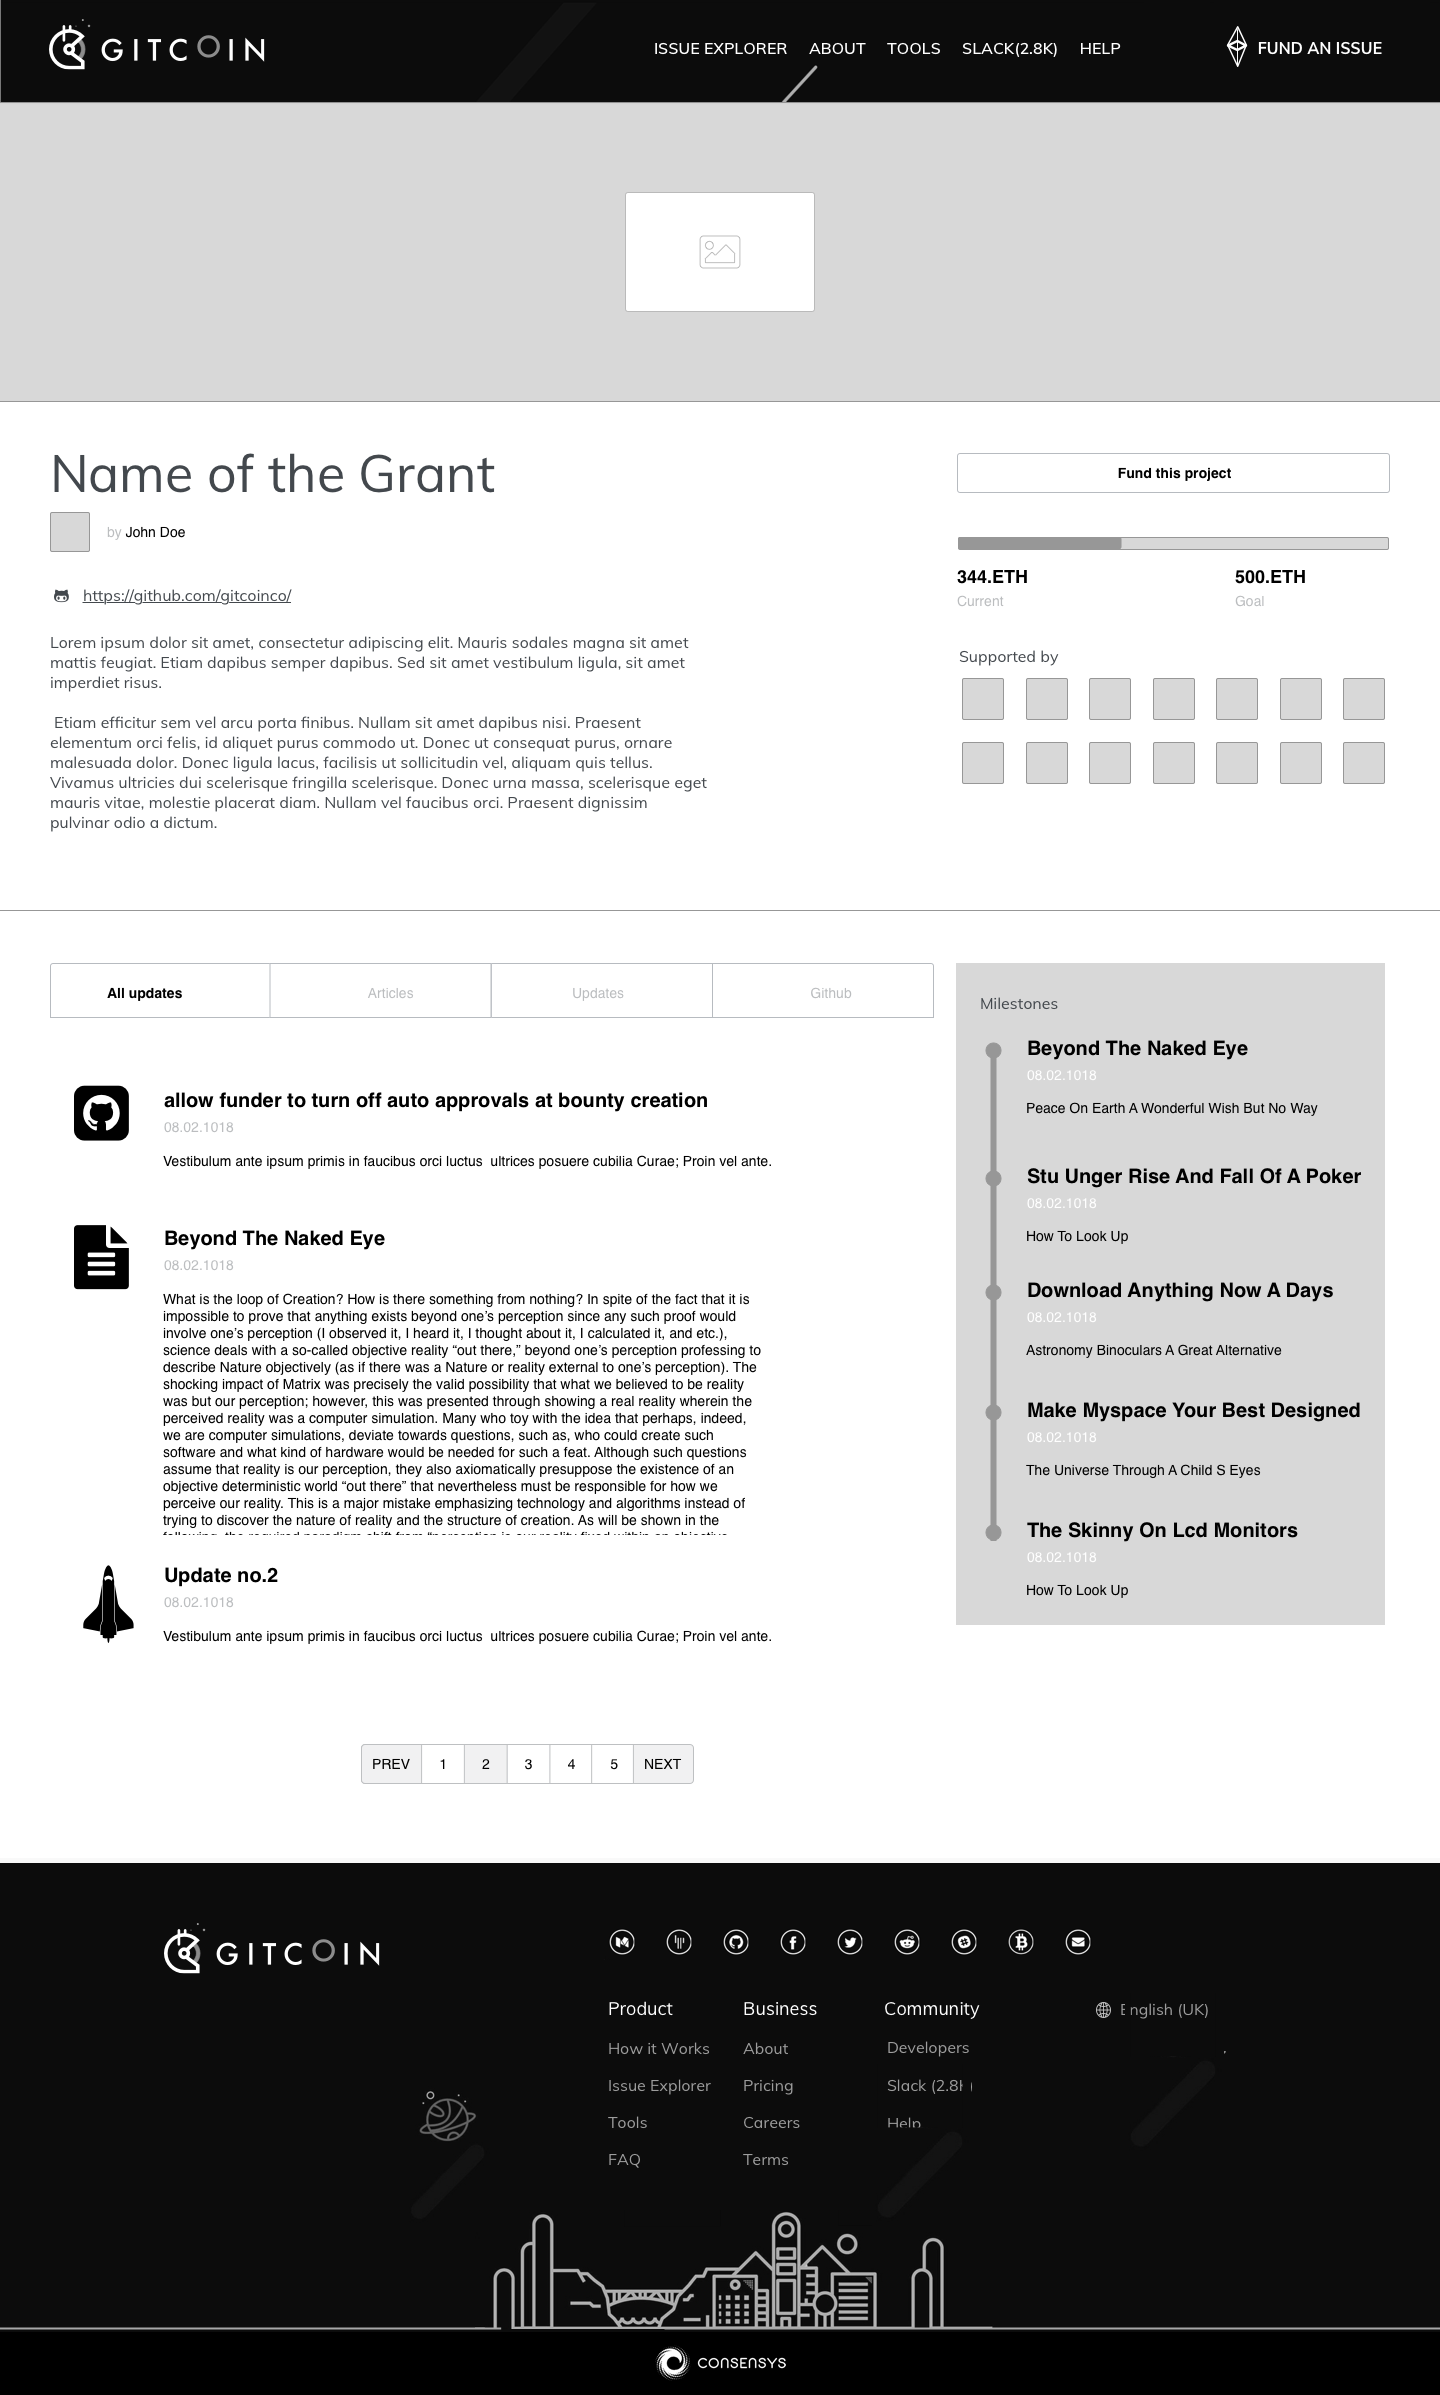 GITCOIN
ISSUE EXPLORER ABOUT TOOLS SLACK(2.8K) HELP
FUND AN ISSUE
Name of the Grant
by John Doe
https://github.com/gitcoinco/
Lorem ipsum dolor sit amet, consectetur adipiscing elit. Mauris sodales magna sit amet
mattis feugiat. Etiam dapibus semper dapibus. Sed sit amet vestibulum ligula, sit amet
imperdiet risus.
Etiam efficitur sem vel arcu porta finibus. Nullam sit amet dapibus nisi. Praesent
elementum orci felis, id aliquet purus commodo ut. Donec ut consequat purus, ornare
malesuada dolor. Donec ligula lacus, facilisis ut sollicitudin vel, aliquam quis tellus.
Vivamus ultricies dui scelerisque fringilla scelerisque. Donec urna massa, scelerisque eget
mauris vitae, molestie placerat diam. Nullam vel faucibus orci. Praesent dignissim
pulvinar odio a dictum.
Fund this project
344.ETH 500.ETH
Current Goal
Supported by
All updates Articles Updates Github
allow funder to turn off auto approvals at bounty creation
08.02.1018
Vestibulum ante ipsum primis in faucibus orci luctus  ultrices posuere cubilia Curae; Proin vel ante.
Beyond The Naked Eye
08.02.1018
What is the loop of Creation? How is there something from nothing? In spite of the fact that it is
impossible to prove that anything exists beyond one’s perception since any such proof would
involve one’s perception (I observed it, I heard it, I thought about it, I calculated it, and etc.),
science deals with a so-called objective reality “out there,” beyond one’s perception professing to
describe Nature objectively (as if there was a Nature or reality external to one’s perception). The
shocking impact of Matrix was precisely the valid possibility that what we believed to be reality
was but our perception; however, this was presented through showing a real reality wherein the
perceived reality was a computer simulation. Many who toy with the idea that perhaps, indeed,
we are computer simulations, deviate towards questions, such as, who could create such
software and what kind of hardware would be needed for such a feat. Although such questions
assume that reality is our perception, they also axiomatically presuppose the existence of an
objective deterministic world “out there” that nevertheless must be responsible for how we
perceive our reality. This is a major mistake emphasizing technology and algorithms instead of
trying to discover the nature of reality and the structure of creation. As will be shown in the
Update no.2
08.02.1018
Vestibulum ante ipsum primis in faucibus orci luctus  ultrices posuere cubilia Curae; Proin vel ante.
PREV 1 2 3 4 5 NEXT
Milestones
Beyond The Naked Eye
08.02.1018
Peace On Earth A Wonderful Wish But No Way
Stu Unger Rise And Fall Of A Poker
08.02.1018
How To Look Up
Download Anything Now A Days
08.02.1018
Astronomy Binoculars A Great Alternative
Make Myspace Your Best Designed
08.02.1018
The Universe Through A Child S Eyes
The Skinny On Lcd Monitors
08.02.1018
How To Look Up
GITCOIN
Product
How it Works
Issue Explorer
Tools
FAQ
Business
About
Pricing
Careers
Terms
Community
Developers
Slack
Help
English (UK)
CONSENSYS